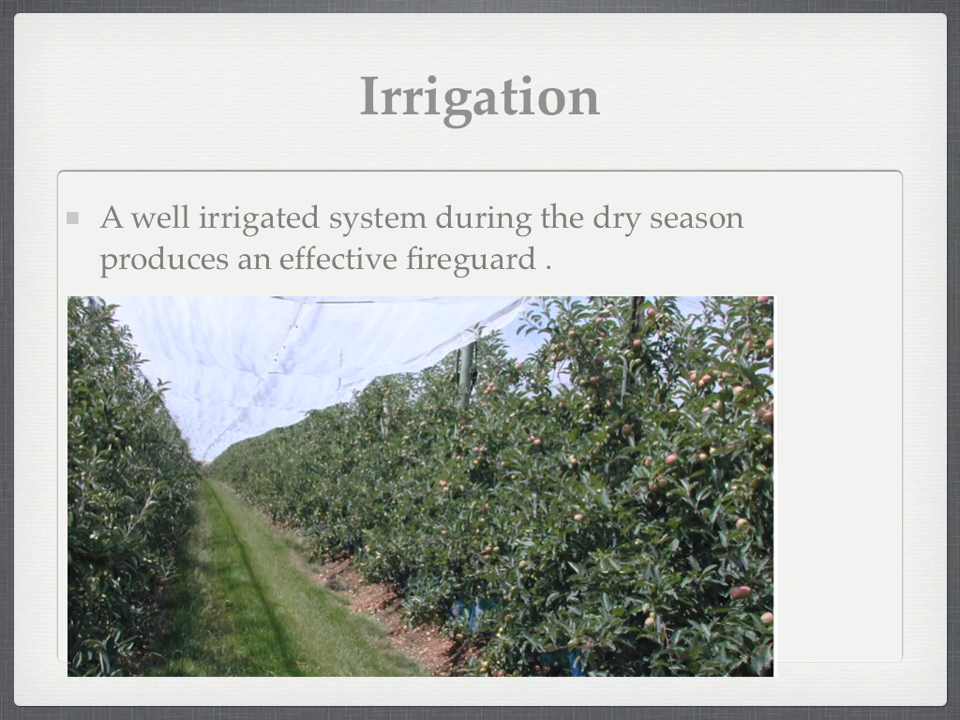 Irrigation
A well irrigated system during the dry season
produces an effective fireguard .